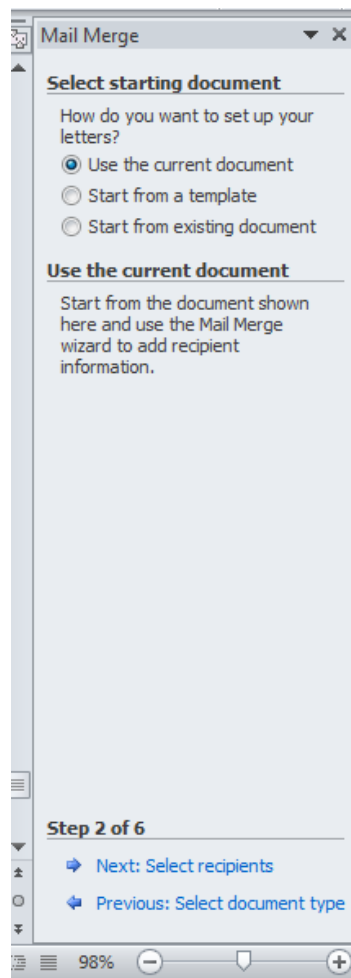 Mail Merge
Select starting document
How do you want to set up your
letters?
Use the current document
Start from a template
Start from existing document
Use the current document
Start from the document shown
here and use the Mail Merge
wizard to add recipient
information.
Step 2 of 6
Next: Select recipients
Previous: Select document type
98%